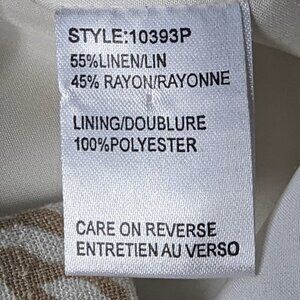 STYLE:10393P
55%LINEN/LIN
45% RAYON/RAYONNE
LINING/DOUBLURE
100%POLYESTER
CARE ON REVERSE
ENTRETIEN AU VERSO